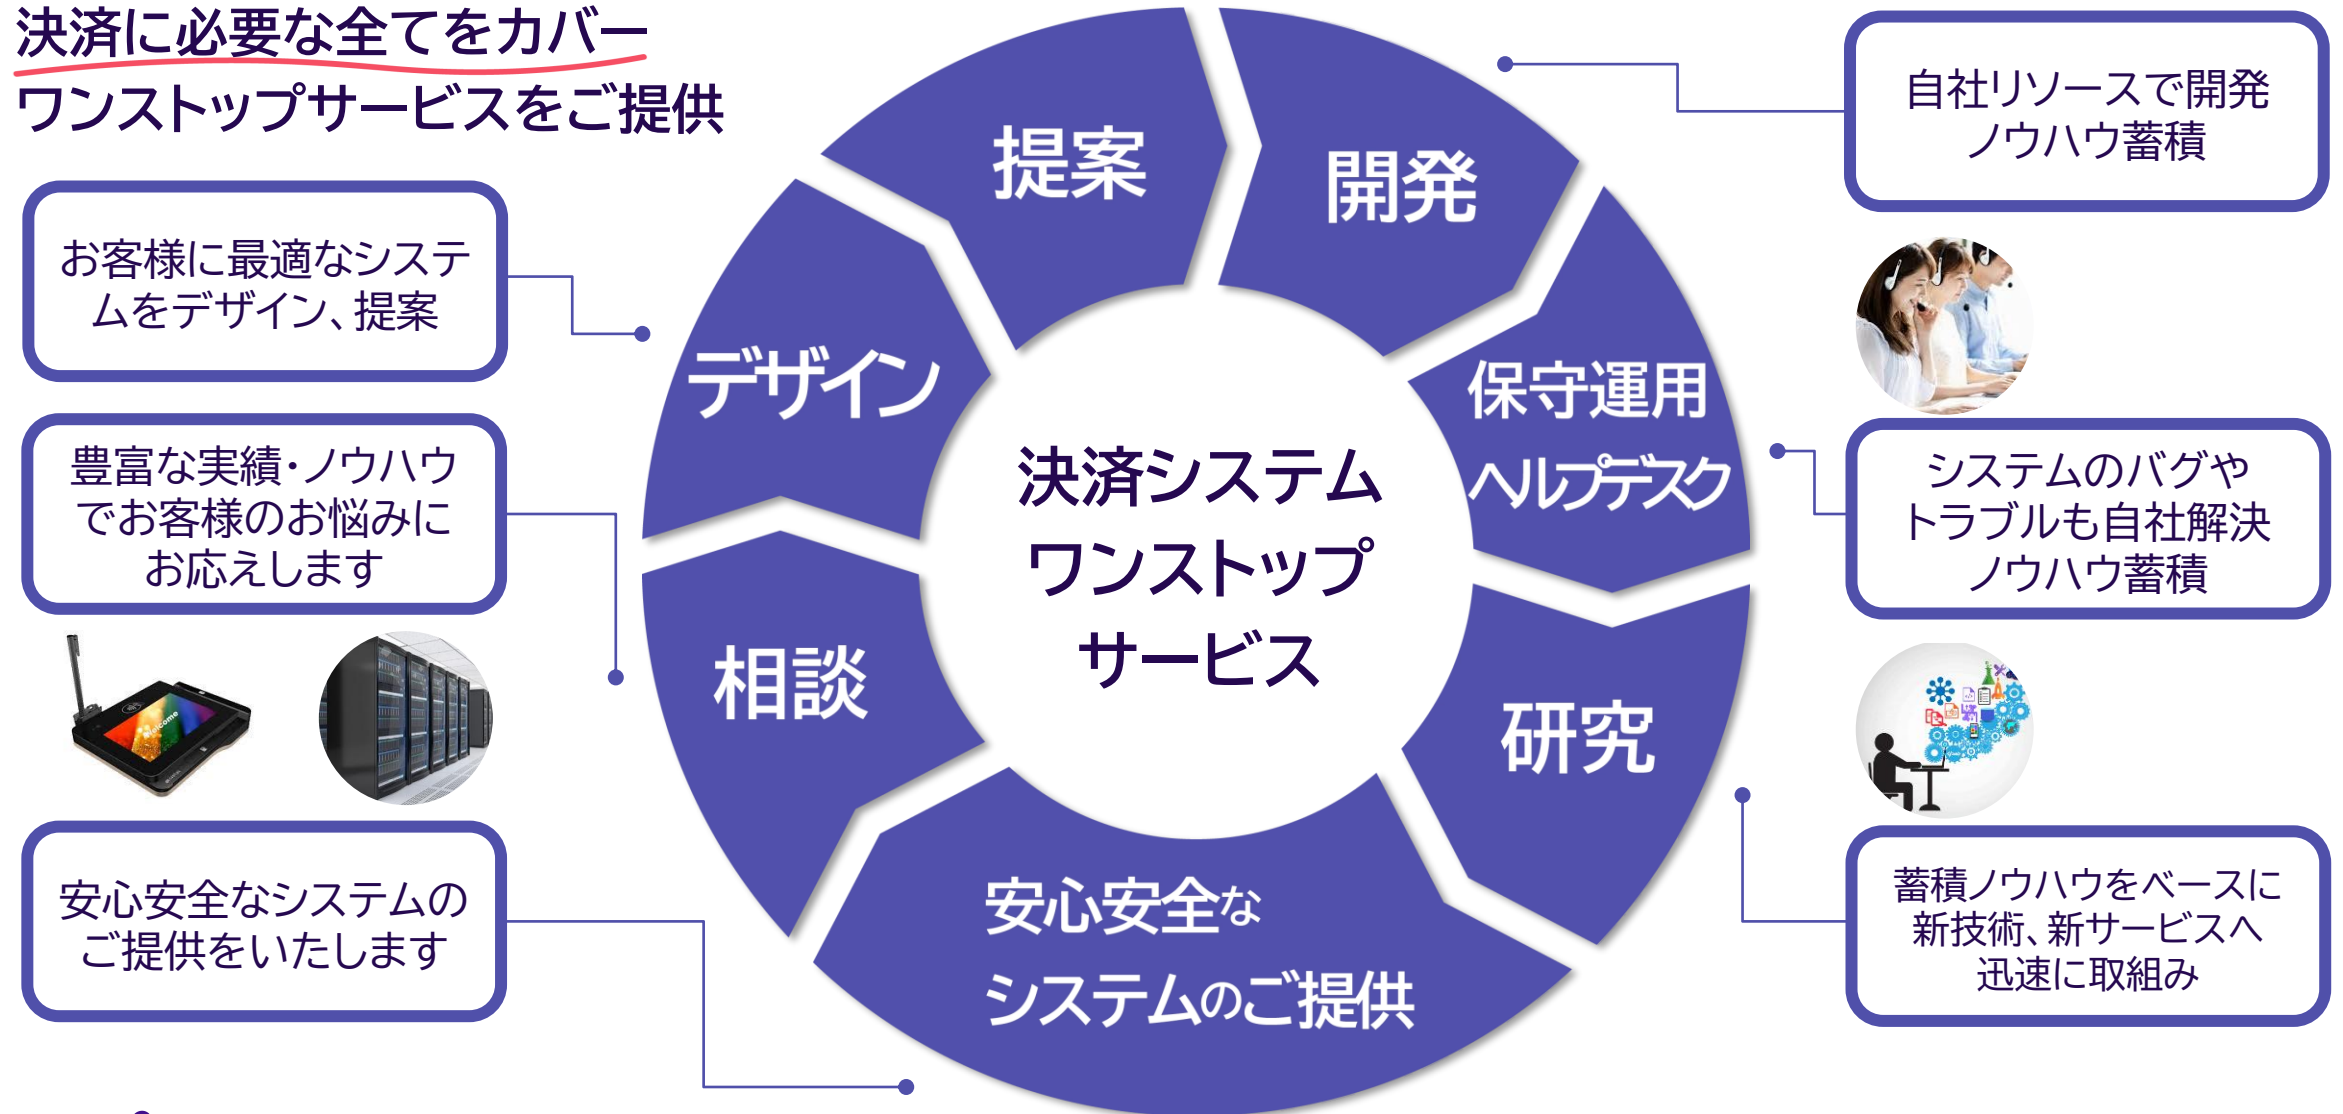 決済に必要な全てをカバー
ワンストップサービスをご提供
お客様に最適なシステ
ムをデザイン、提案
豊富な実績・ノウハウ
でお客様のお悩みに
お応えします
Welcome
安心安全なシステムの
ご提供をいたします
提案
開発
デザイン
保守運用
ヘルプデスク
相談
研究
安心安全な
システムのご提供
決済システム
ワンストップ
サービス
自社リソースで開発
ノウハウ蓄積
システムのバグや
トラブルも自社解決
ノウハウ蓄積
蓄積ノウハウをベースに
新技術、新サービスへ
迅速に取組み